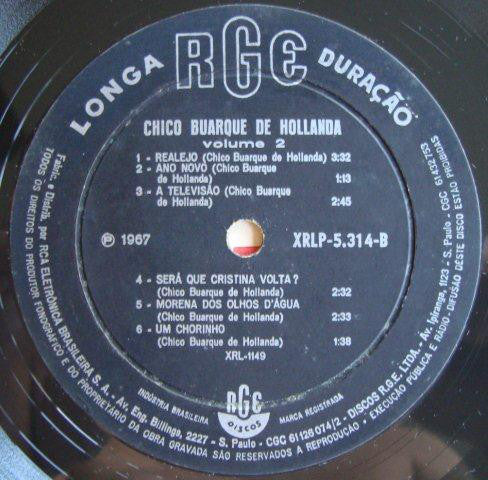 LONGA RGE DURAÇÃO
CHICO BUARQUE DE HOLLANDA
volume 2
1 - REALEJO (Chico Buarque de Hollanda) 3:32
2 - ANO NOVO (Chico Buarque
de Hollanda) 1:13
3 - A TELEVISÃO (Chico Buarque
de Hollanda) 2:45
℗ 1967
XRLP-5.314-B
4 - SERÁ QUE CRISTINA VOLTA?
(Chico Buarque de Hollanda) 2:32
5 - MORENA DOS OLHOS D'ÁGUA
(Chico Buarque de Hollanda) 2:33
6 - UM CHORINHO
(Chico Buarque de Hollanda) 1:38
XRL-1149
INDÚSTRIA BRASILEIRA
RGE
DISCOS
MARCA REGISTRADA
Fabric. e Distrib. por RCA ELETRÔNICA BRASILEIRA S. A. - Av. Eng. Billings, 2227 - S. Paulo - CGC 61126074/2 - DISCOS R.G.E. LTDA. - Av. Ipiranga, 1123 - S. Paulo - CGC 61432753
TODOS OS DIREITOS DO PRODUTOR FONOGRÁFICO E DO PROPRIETÁRIO DA OBRA GRAVADA SÃO RESERVADOS A REPRODUÇÃO - EXECUÇÃO PÚBLICA E RÁDIO - DIFUSÃO DÊSTE DISCO ESTÃO PROIBIDAS